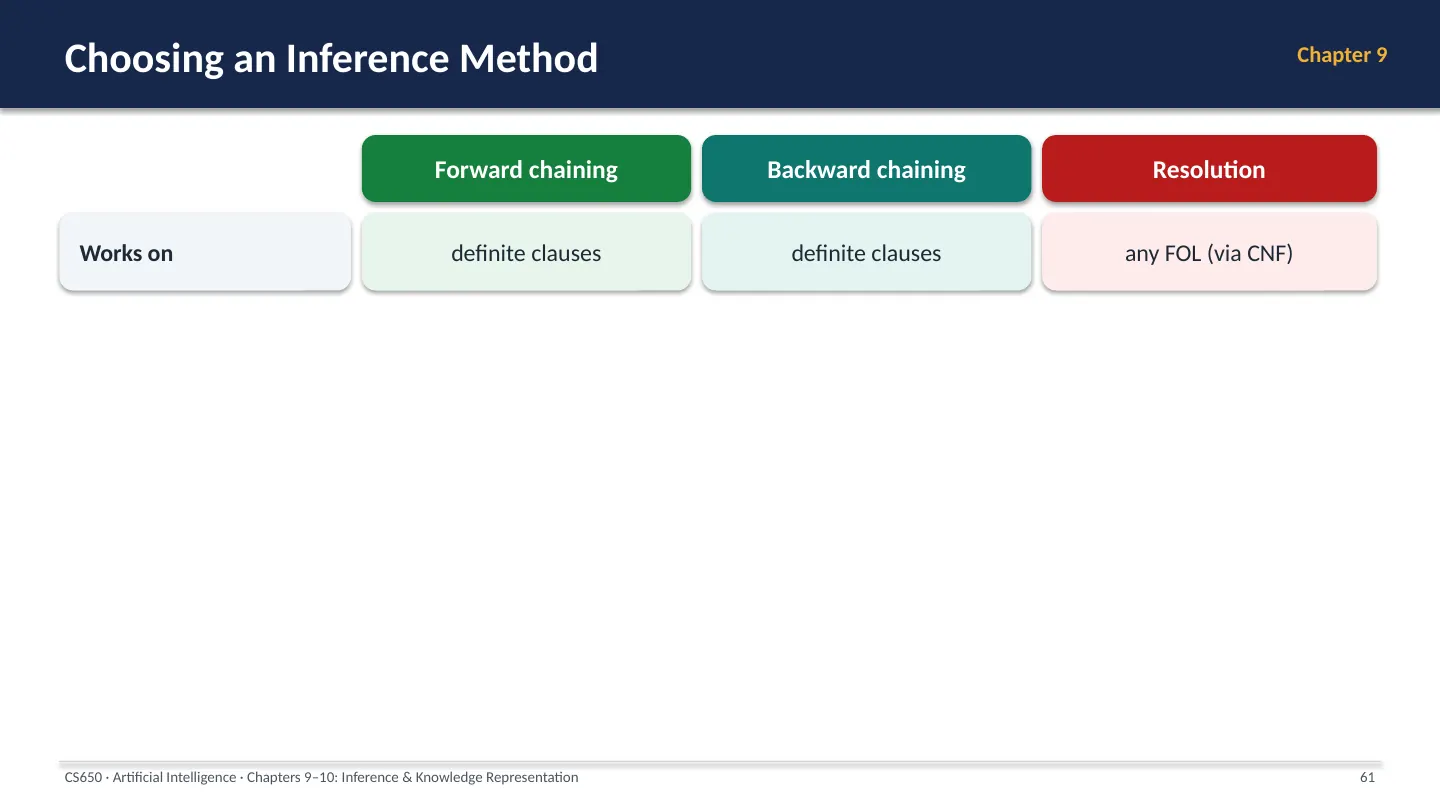 Choosing an Inference Method
Chapter 9
Forward chaining
Backward chaining
Resolution
Works on
definite clauses
definite clauses
any FOL (via CNF)
CS650 · Artificial Intelligence · Chapters 9–10: Inference & Knowledge Representation
61